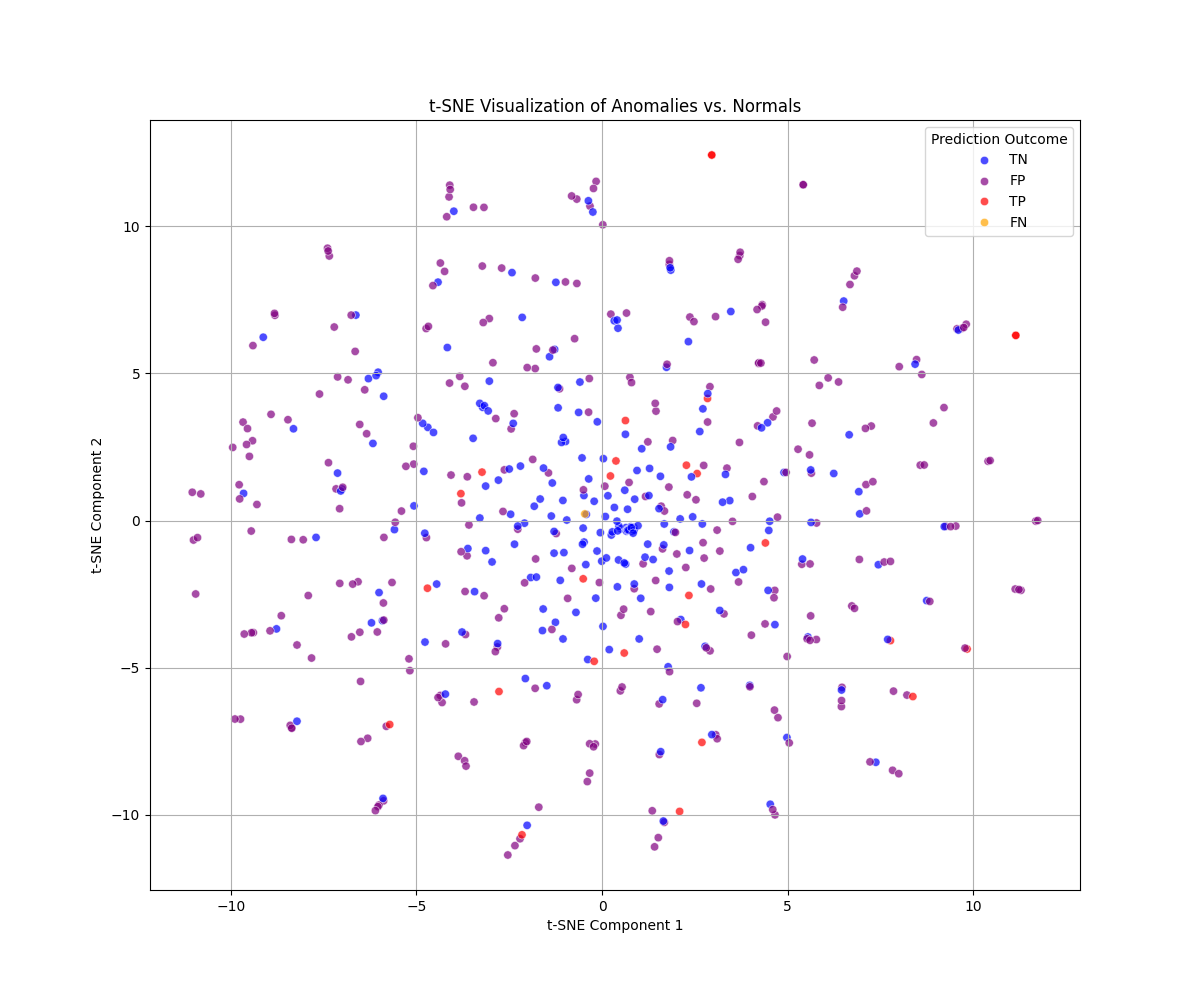 t-SNE Visualization of Anomalies vs. Normals
Prediction Outcome
TN
FP
TP
FN
10
5
0
−5
−10
t-SNE Component 2
−10
−5
0
5
10
t-SNE Component 1